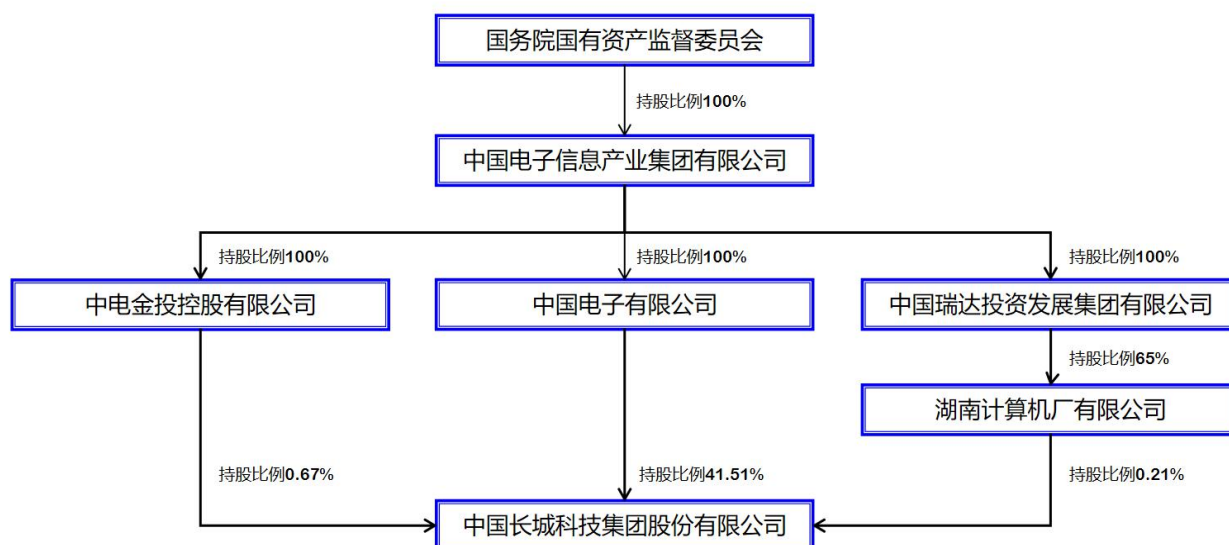 国务院国有资产监督委员会
持股比例100%
中国电子信息产业集团有限公司
持股比例100%
持股比例100%
持股比例100%
中电金投控股有限公司
中国电子有限公司
中国瑞达投资发展集团有限公司
持股比例65%
湖南计算机厂有限公司
持股比例0.67%
持股比例41.51%
持股比例0.21%
中国长城科技集团股份有限公司